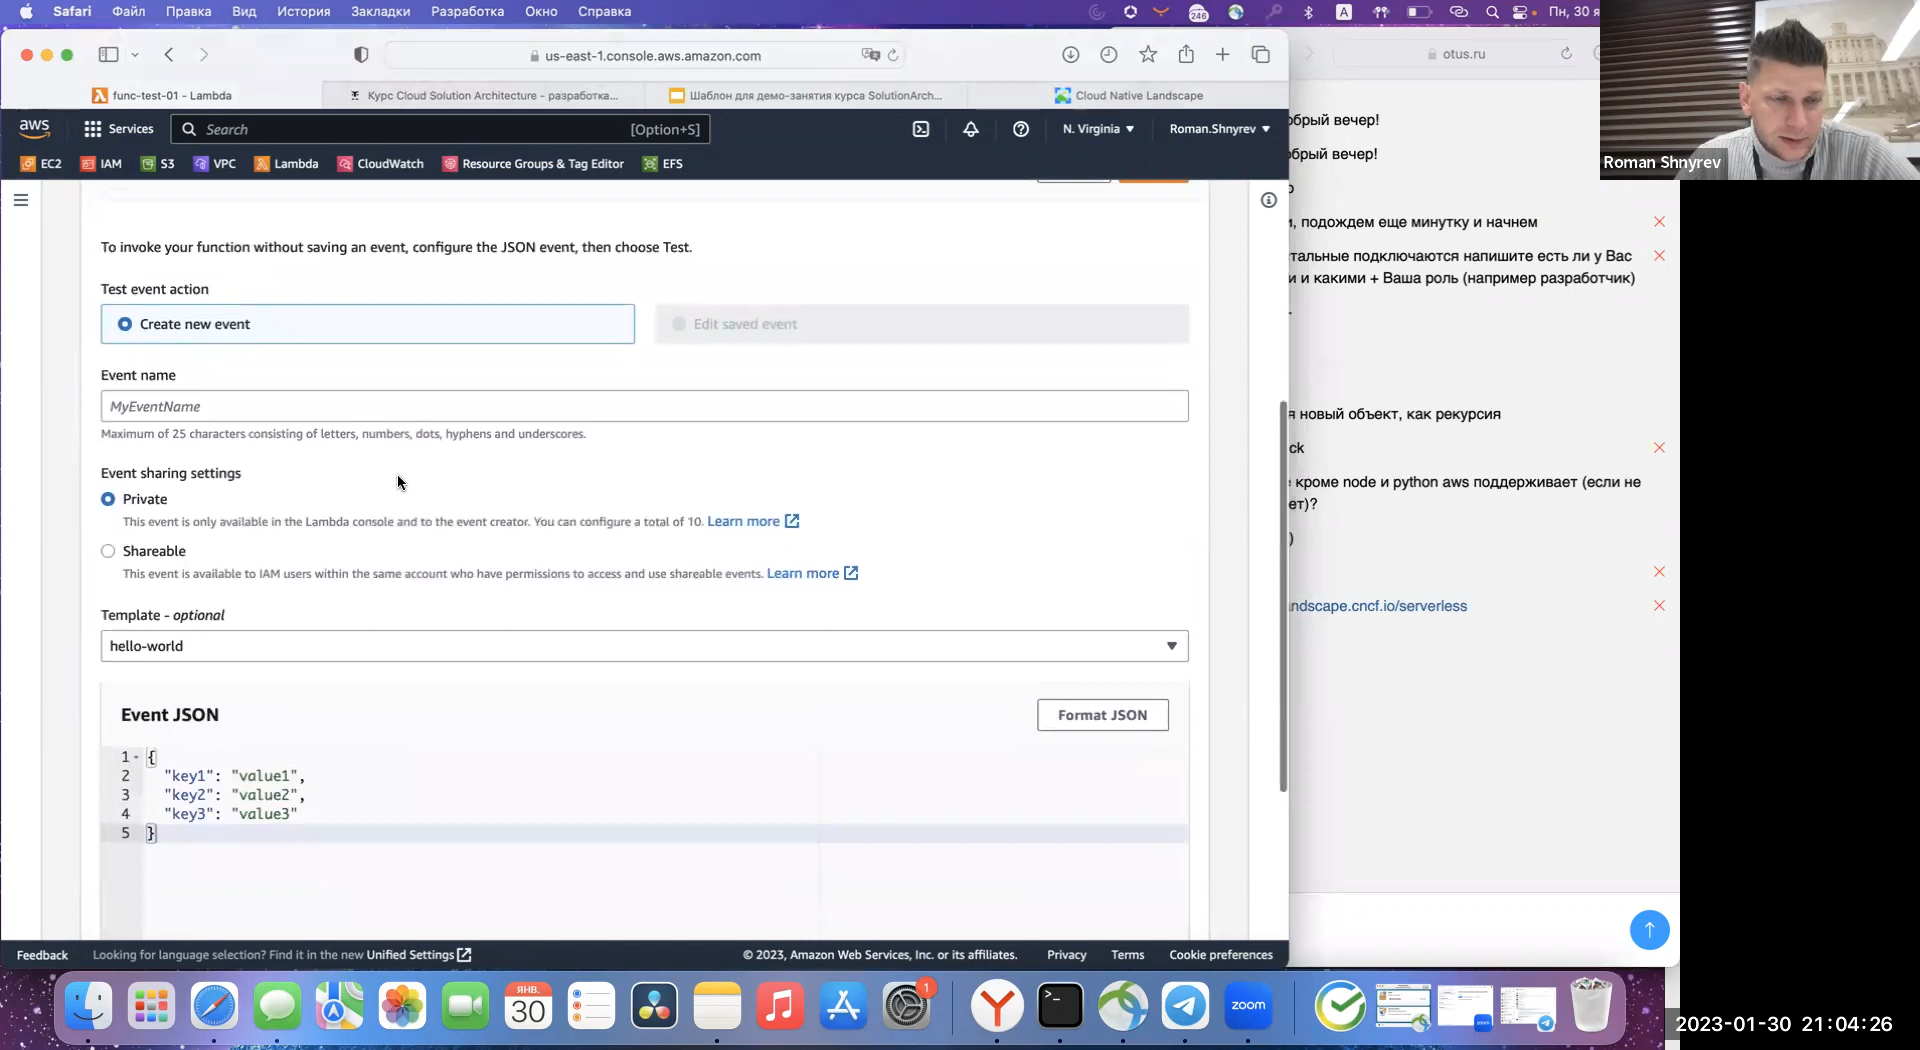 Safari Файл Правка Вид История Закладки Разработка Окно Справка
246 A Пн, 30 я
us-east-1.console.aws.amazon.com
otus.ru
func-test-01 - Lambda
Курс Cloud Solution Architecture - разработка...
Шаблон для демо-занятия курса SolutionArch...
Cloud Native Landscape
aws Services Search [Option+S] N. Virginia Roman.Shnyrev
EC2 IAM S3 VPC Lambda CloudWatch Resource Groups & Tag Editor EFS
To invoke your function without saving an event, configure the JSON event, then choose Test.
Test event action
Create new event
Edit saved event
Event name
MyEventName
Maximum of 25 characters consisting of letters, numbers, dots, hyphens and underscores.
Event sharing settings
Private
This event is only available in the Lambda console and to the event creator. You can configure a total of 10. Learn more
Shareable
This event is available to IAM users within the same account who have permissions to access and use shareable events. Learn more
Template - optional
hello-world
Event JSON
Format JSON
1 {
2 "key1": "value1",
3 "key2": "value2",
4 "key3": "value3"
5 }
Feedback Looking for language selection? Find it in the new Unified Settings © 2023, Amazon Web Services, Inc. or its affiliates. Privacy Terms Cookie preferences
обрый вечер!
обрый вечер!
, подождем еще минутку и начнем
тальные подключаются напишите есть ли у Вас
и и какими + Ваша роль (например разработчик)
я новый объект, как рекурсия
ck
кроме node и python aws поддерживает (если не
ет)?
)
ndscape.cncf.io/serverless
Roman Shnyrev
ЯНВ.
30
1
zoom
2023-01-30 21:04:26